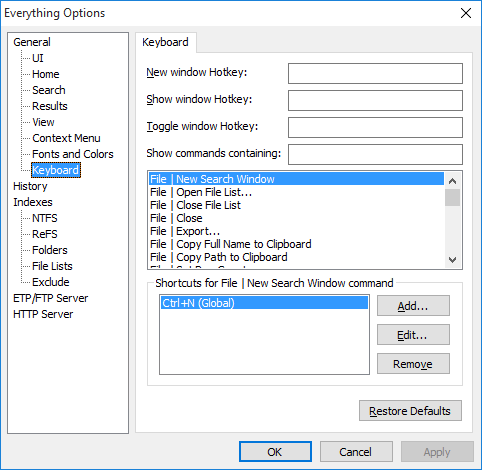 Everything Options
General
UI
Home
Search
Results
View
Context Menu
Fonts and Colors
Keyboard
History
Indexes
NTFS
ReFS
Folders
File Lists
Exclude
ETP/FTP Server
HTTP Server
Keyboard
New window Hotkey:
Show window Hotkey:
Toggle window Hotkey:
Show commands containing:
File | New Search Window
File | Open File List...
File | Close File List
File | Close
File | Export...
File | Copy Full Name to Clipboard
File | Copy Path to Clipboard
Shortcuts for File | New Search Window command
Ctrl+N (Global)
Add...
Edit...
Remove
Restore Defaults
OK
Cancel
Apply